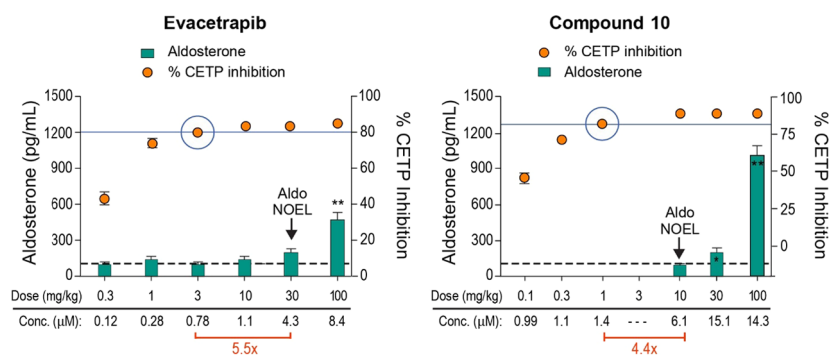 Evacetrapib
Aldosterone
% CETP inhibition
Aldosterone (pg/mL)
1500
1200
900
600
300
0
100
80
60
40
20
0
% CETP Inhibition
Aldo
NOEL
**
Dose (mg/kg) 0.3 1 3 10 30 100
Conc. (μM): 0.12 0.28 0.78 1.1 4.3 8.4
5.5x
Compound 10
% CETP inhibition
Aldosterone
Aldosterone (pg/mL)
1500
1200
900
600
300
0
100
75
50
25
0
% CETP Inhibition
Aldo
NOEL
*
**
Dose (mg/kg) 0.1 0.3 1 3 10 30 100
Conc. (μM): 0.99 1.1 1.4 --- 6.1 15.1 14.3
4.4x